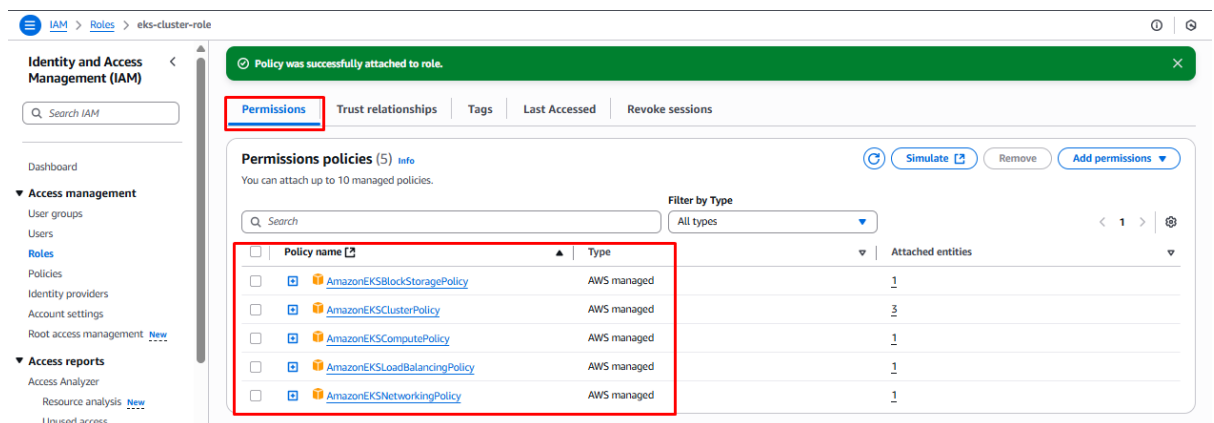 IAM > Roles > eks-cluster-role
Identity and Access Management (IAM)
Search IAM
Dashboard
Access management
User groups
Users
Roles
Policies
Identity providers
Account settings
Root access management New
Access reports
Access Analyzer
Resource analysis New
Unused access
Policy was successfully attached to role.
Permissions Trust relationships Tags Last Accessed Revoke sessions
Permissions policies (5) Info
Simulate Remove Add permissions
You can attach up to 10 managed policies.
Filter by Type
Search All types < 1 >
Policy name Type Attached entities
AmazonEKSBlockStoragePolicy AWS managed 1
AmazonEKSClusterPolicy AWS managed 3
AmazonEKSComputePolicy AWS managed 1
AmazonEKSLoadBalancingPolicy AWS managed 1
AmazonEKSNetworkingPolicy AWS managed 1